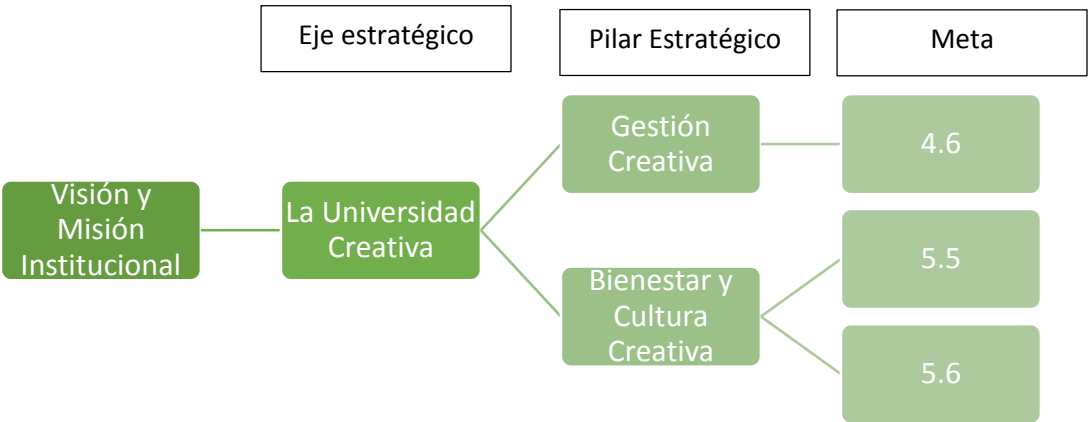 Eje estratégico
Pilar Estratégico
Meta
Visión y
Misión
Institucional
La Universidad
Creativa
Gestión
Creativa
4.6
Bienestar y
Cultura
Creativa
5.5
5.6